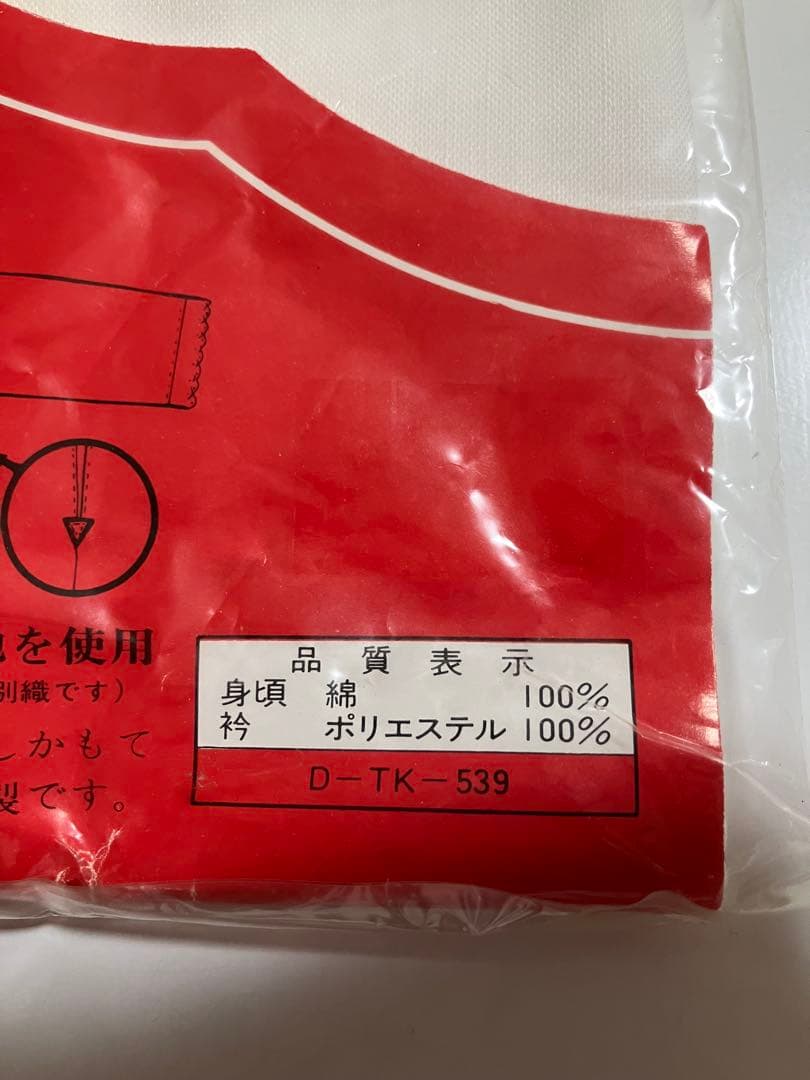 を使用
別織です)
しかもて
製です。
品質表示
身頃 綿 100%
衿 ポリエステル 100%
D-TK-539